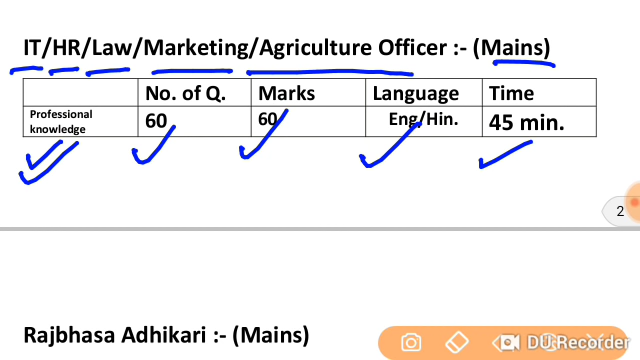 IT/HR/Law/Marketing/Agriculture Officer :- (Mains)
No. of Q. Marks Language Time
Professional knowledge 60 60 Eng/Hin. 45 min.
2
Rajbhasa Adhikari :- (Mains)
DU Recorder